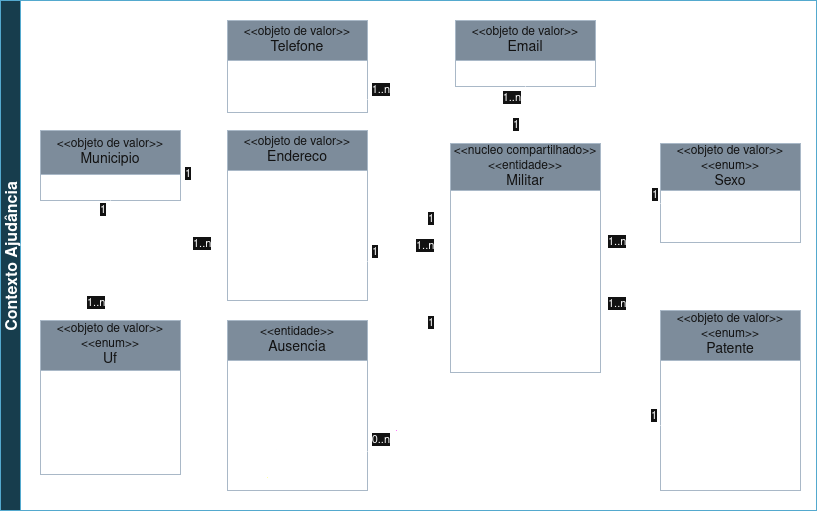 Contexto Ajudância
<<objeto de valor>>
Telefone
1..n
<<objeto de valor>>
Email
1..n
1
<<objeto de valor>>
Municipio
1
1
<<objeto de valor>>
Endereco
1..n
1
<<nucleo compartilhado>>
<<entidade>>
Militar
1
1..n
1
1..n
1..n
<<objeto de valor>>
<<enum>>
Sexo
1
1..n
<<objeto de valor>>
<<enum>>
Uf
<<entidade>>
Ausencia
0..n
<<objeto de valor>>
<<enum>>
Patente
1